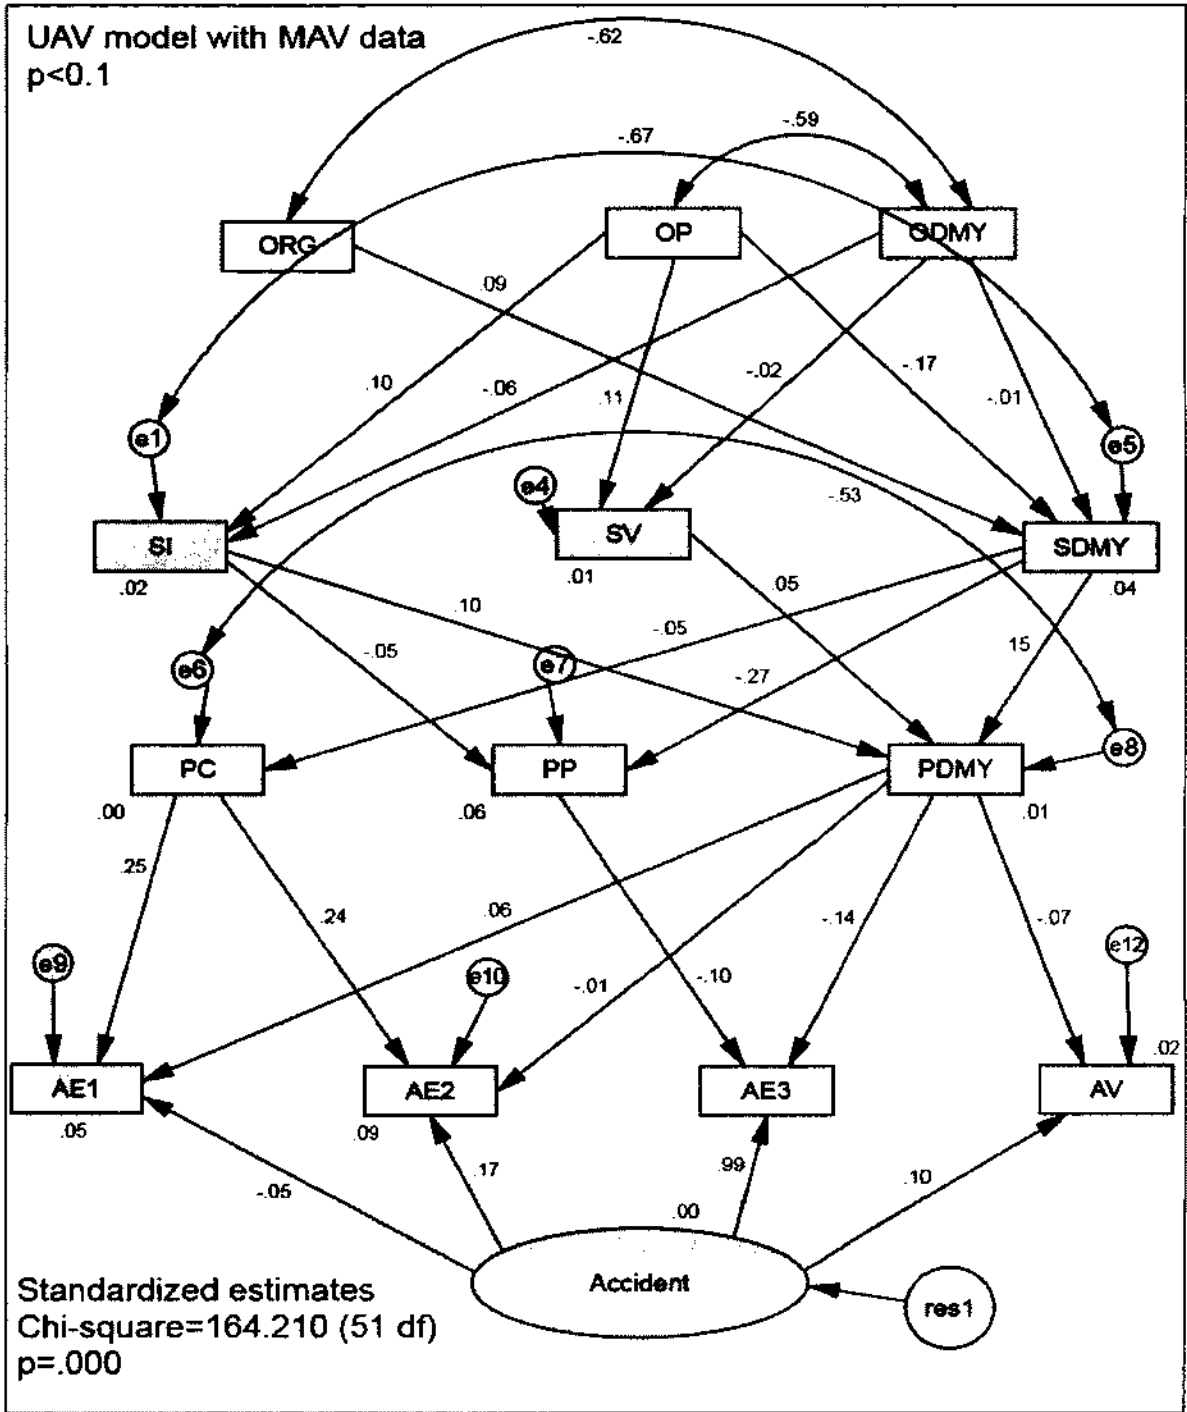 UAV model with MAV data
p<0.1
-.62
-.59
-.67
ORG
OP
ODMY
.09
.10
-.06
.11
-.02
-.17
-.01
e1
e5
e4
-.53
SI
SV
SDMY
.02
.01
.04
.10
.05
-.05
-.05
15
e6
e7
-.27
e8
PC
PP
PDMY
.00
.06
.01
.25
.24
.06
-.14
-.07
e9
e10
-.01
-.10
e12
.02
AE1
AE2
AE3
AV
.05
.09
-.05
.17
.99
.10
.00
Accident
res1
Standardized estimates
Chi-square=164.210 (51 df)
p=.000